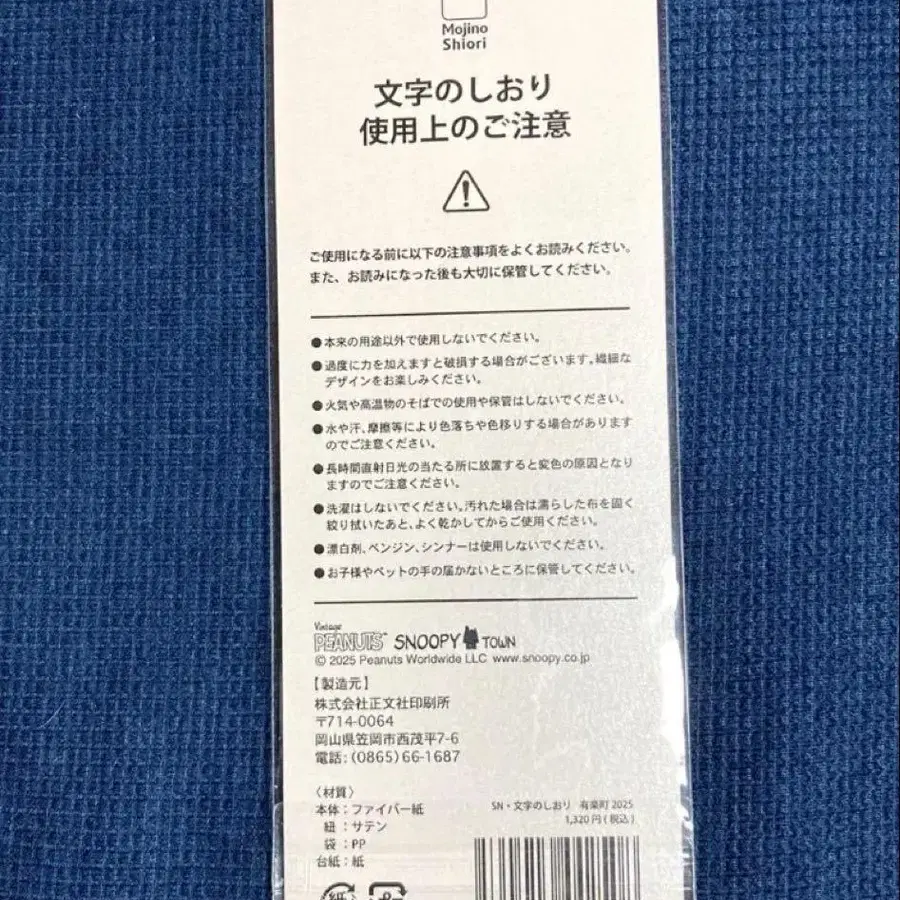 Mojino
Shiori
文字のしおり
使用上のご注意
ご使用になる前に以下の注意事項をよくお読みください。
また、お読みになった後も大切に保管してください。
●本来の用途以外で使用しないでください。
●過度に力を加えますと破損する場合がございます。繊細な
デザインをお楽しみください。
●火気や高温物のそばでの使用や保管はしないでください。
●水や汗、摩擦等により色落ちや色移りする場合があります
のでご注意ください。
●長時間直射日光の当たる所に放置すると変色の原因となり
ますのでご注意ください。
●洗濯はしないでください。汚れた場合は濡らした布を固く
絞り拭いたあと、よく乾かしてからご使用ください。
●漂白剤、ベンジン、シンナーは使用しないでください。
●お子様やペットの手の届かないところに保管してください。
Vintage
PEANUTS™ SNOOPY TOWN
© 2025 Peanuts Worldwide LLC www.snoopy.co.jp
【製造元】
株式会社正文社印刷所
〒714-0064
岡山県笠岡市西茂平7-6
電話:(0865)66-1687
〈材質〉
本体:ファイバー紙
紐:サテン
袋:PP
台紙:紙
SN・文字のしおり 有楽町 2025
1,320円(税込)
紙